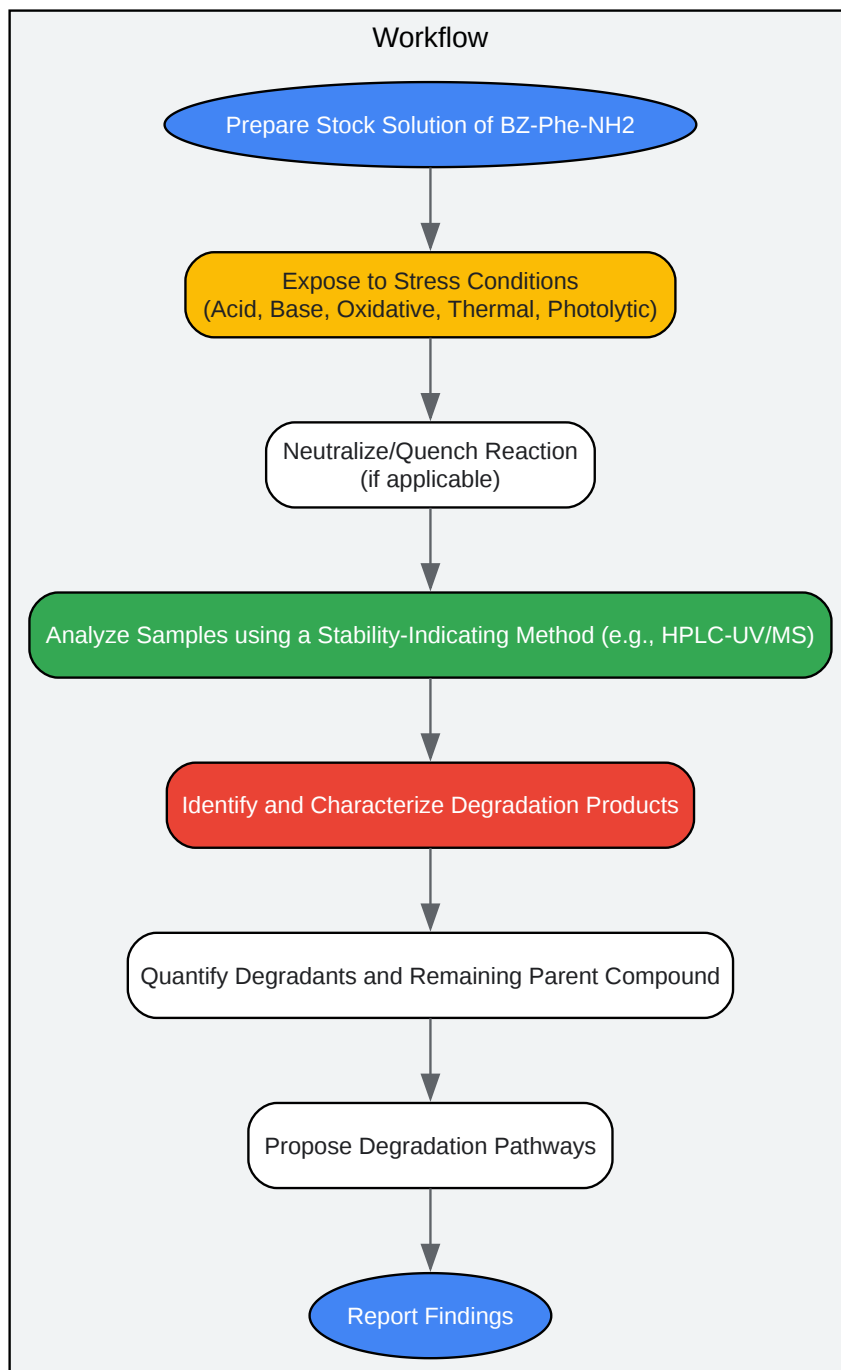 Workflow
Prepare Stock Solution of BZ-Phe-NH2
Expose to Stress Conditions
(Acid, Base, Oxidative, Thermal, Photolytic)
Neutralize/Quench Reaction
(if applicable)
Analyze Samples using a Stability-Indicating Method (e.g., HPLC-UV/MS)
Identify and Characterize Degradation Products
Quantify Degradants and Remaining Parent Compound
Propose Degradation Pathways
Report Findings